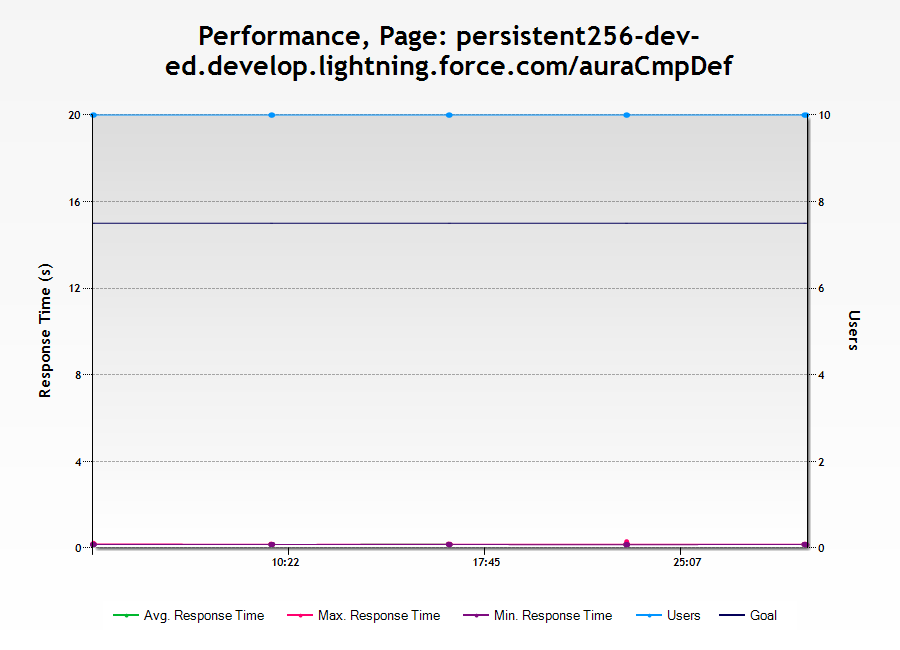 Performance, Page: persistent256-dev-
ed.develop.lightning.force.com/auraCmpDef
20 10
16 8
12 6
8 4
4 2
0 0
Response Time (s)
Users
10:22 17:45 25:07
Avg. Response Time Max. Response Time Min. Response Time Users Goal